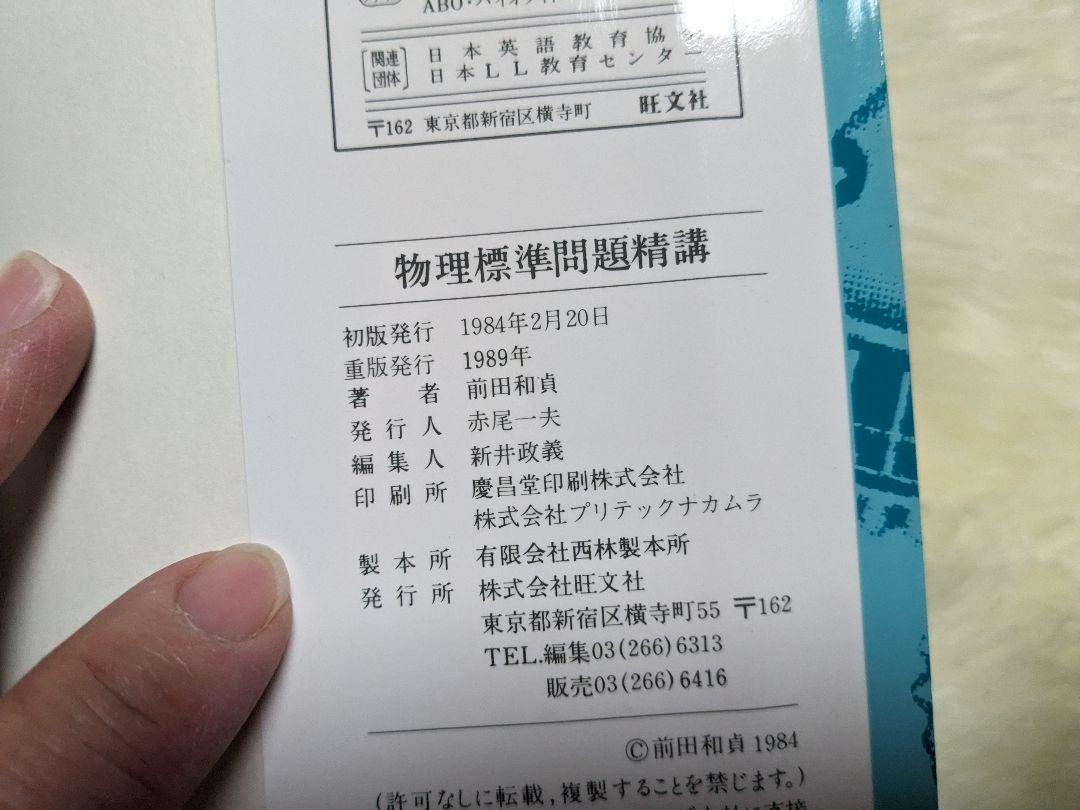 ABO・バイオ
関連団体
日本英語教育協
日本LL教育センター
〒162 東京都新宿区横寺町 旺文社
物理標準問題精講
初版発行 1984年2月20日
重版発行 1989年
著者 前田和貞
発行人 赤尾一夫
編集人 新井政義
印刷所 慶昌堂印刷株式会社
株式会社プリテックナカムラ
製本所 有限会社西林製本所
発行所 株式会社旺文社
東京都新宿区横寺町55 〒162
TEL.編集03(266)6313
販売03(266)6416
©前田和貞 1984
(許可なしに転載,複製することを禁じます。)